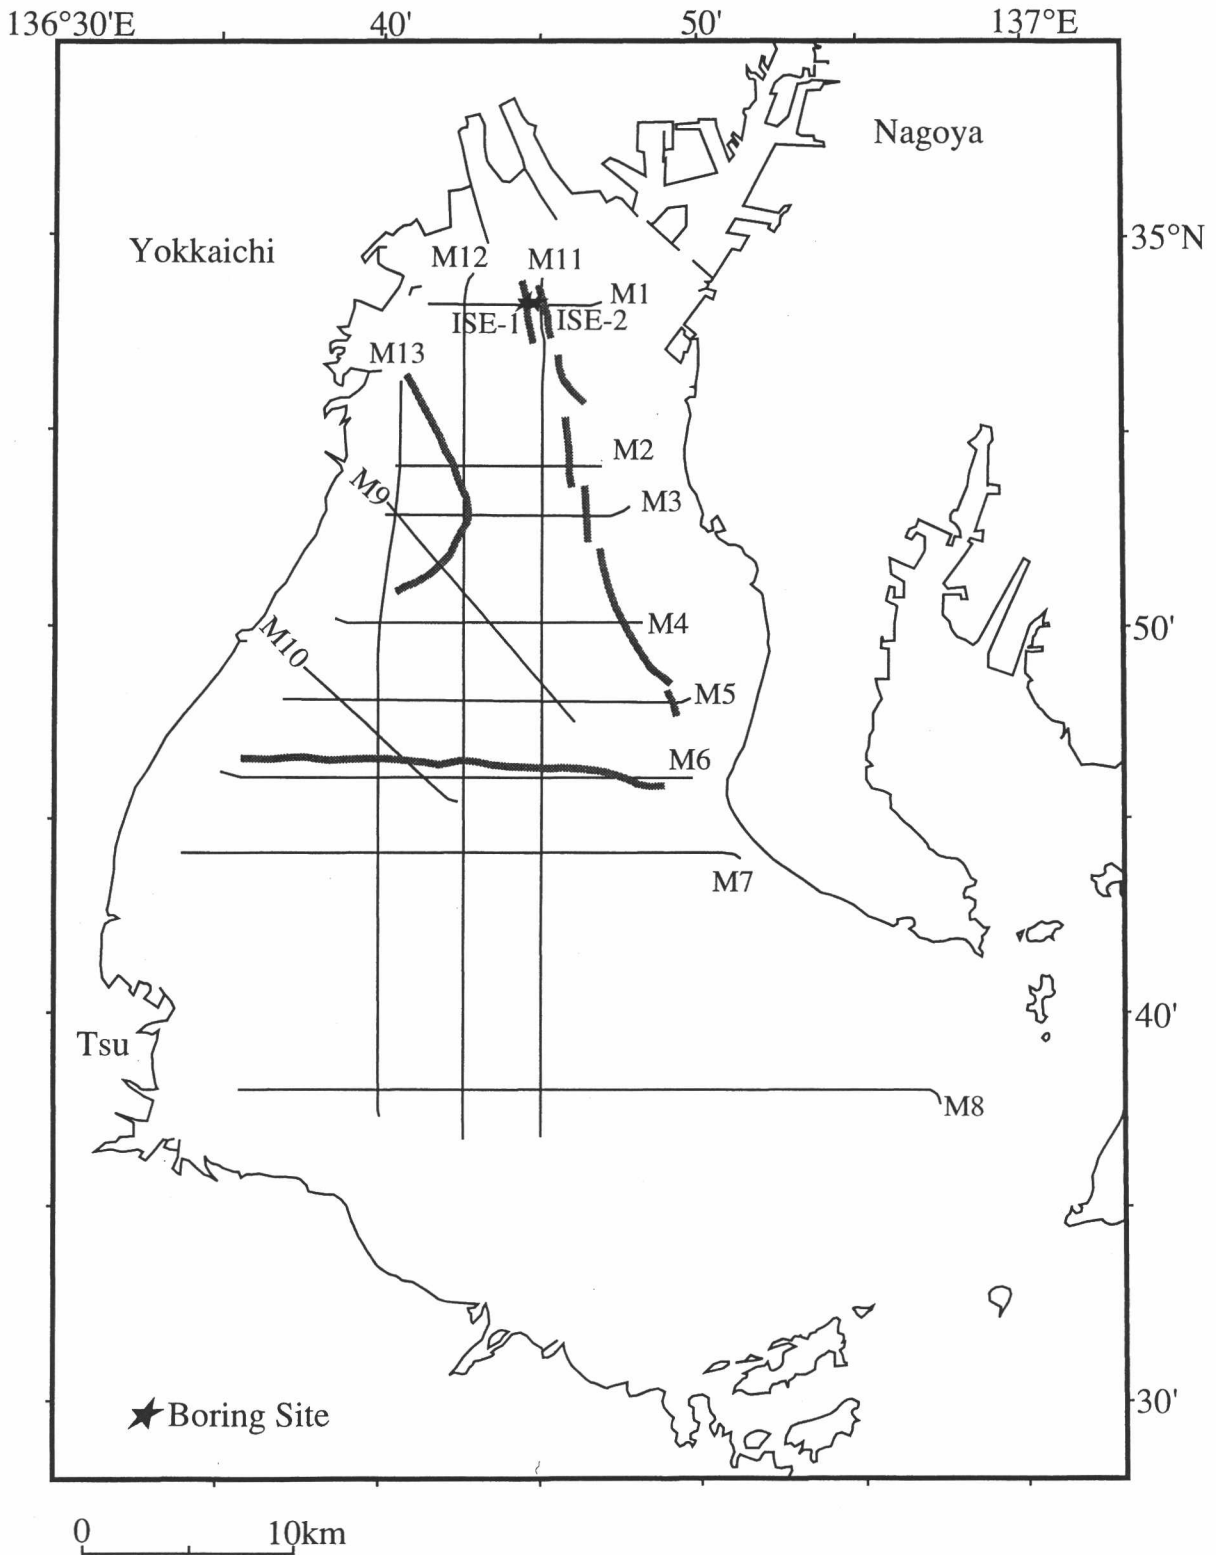 136°30'E 40' 50' 137°E
Nagoya
35°N
Yokkaichi
M12 M11
M1
ISE-1 ISE-2
M13
M2
M9
M3
M4
50'
M10
M5
M6
M7
40'
Tsu
M8
30'
Boring Site
0 10km